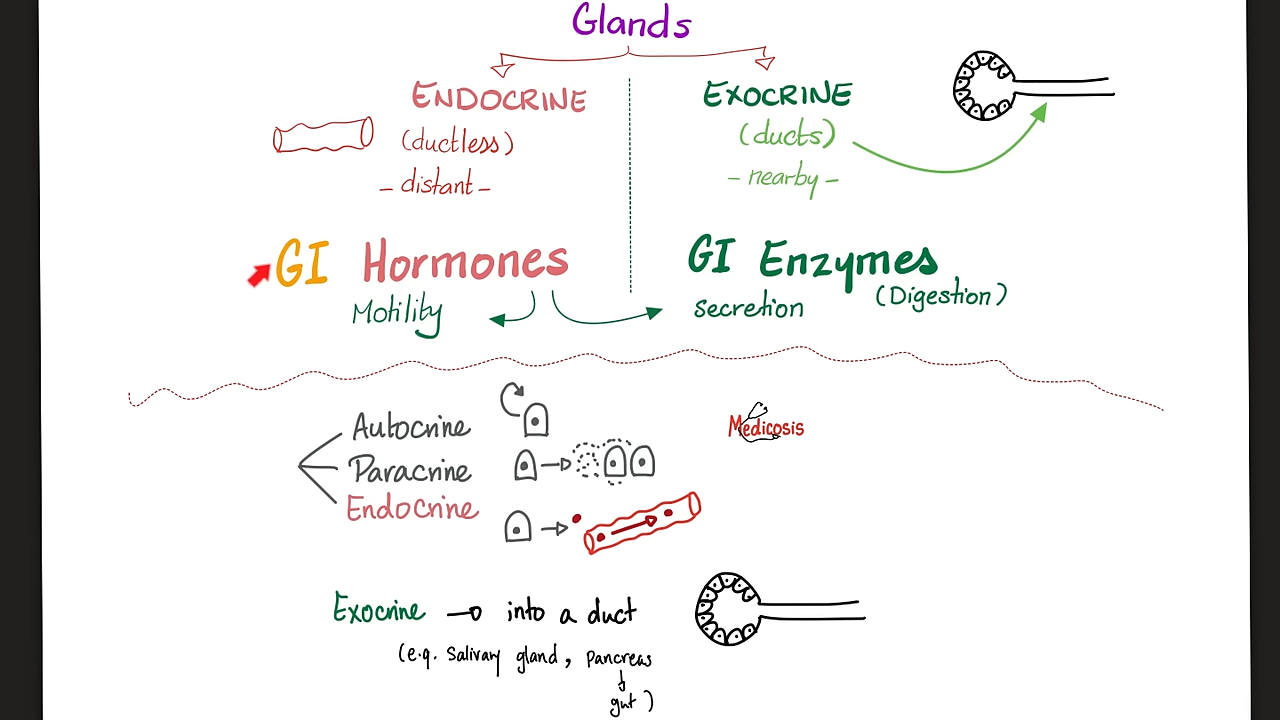 Glands
ENDOCRINE
(ductless)
- distant -
EXOCRINE
(ducts)
- nearby -
GI Hormones
Motility
GI Enzymes
secretion (Digestion)
Autocrine
Paracrine
Endocrine
Medicosis
Exocrine → into a duct
(e.g. Salivary gland, Pancreas
↓
gut)